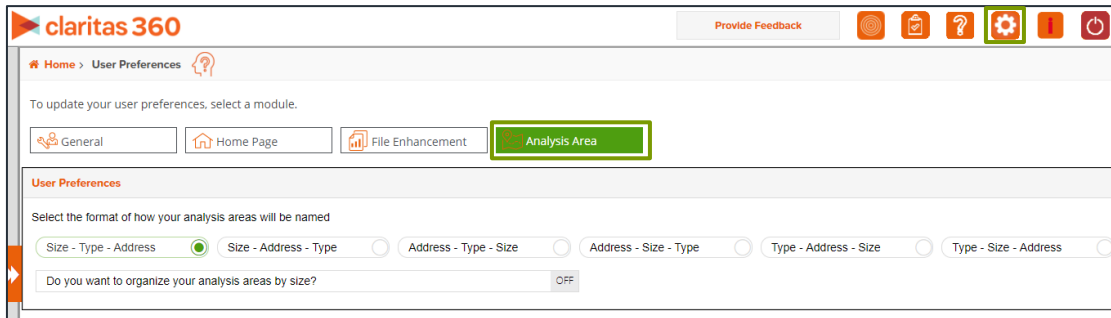 claritas 360
Provide Feedback
Home > User Preferences
To update your user preferences, select a module.
General
Home Page
File Enhancement
Analysis Area
User Preferences
Select the format of how your analysis areas will be named
Size - Type - Address
Size - Address - Type
Address - Type - Size
Address - Size - Type
Type - Address - Size
Type - Size - Address
Do you want to organize your analysis areas by size?
OFF